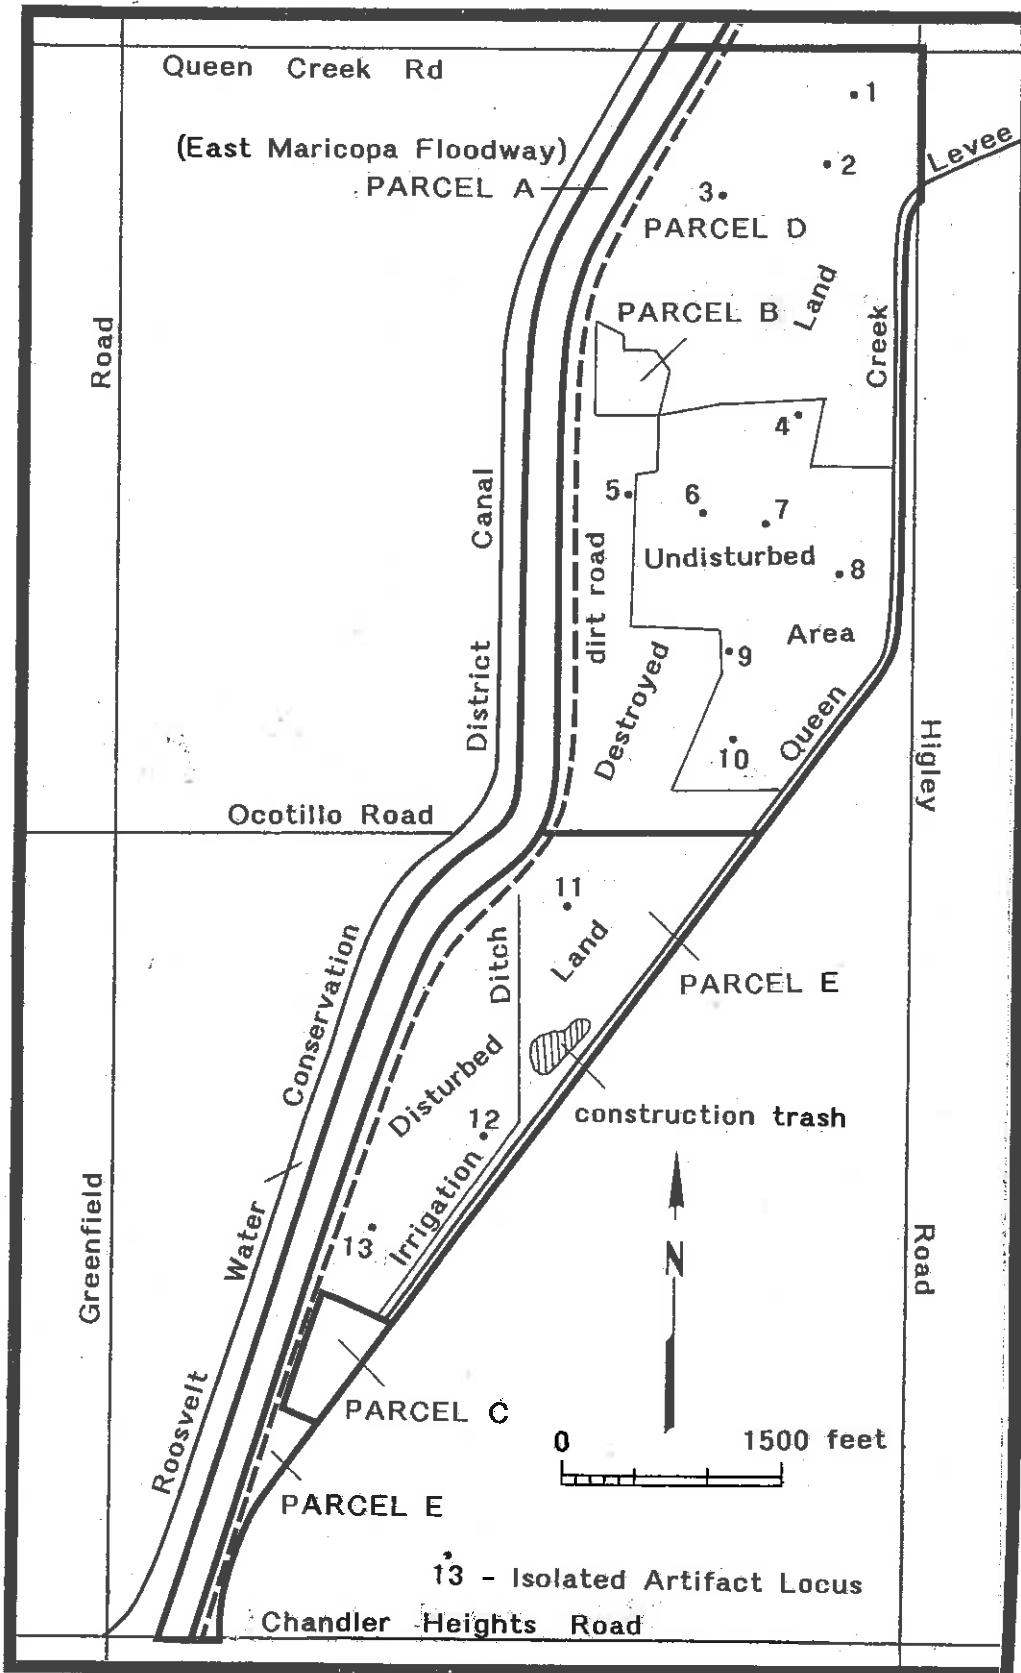 Queen Creek Rd
1
(East Maricopa Floodway)
2
Levee
PARCEL A
3
PARCEL D
Land
PARCEL B
Creek
Road
4
Canal
5
6
7
Undisturbed
8
dirt road
Area
9
District
Destroyed
Queen
10
Higley
Ocotillo Road
11
Land
Ditch
PARCEL E
Conservation
Disturbed
construction trash
12
Irrigation
Greenfield
Water
13
N
Road
Roosvelt
PARCEL C
0 1500 feet
PARCEL E
13 - Isolated Artifact Locus
Chandler Heights Road